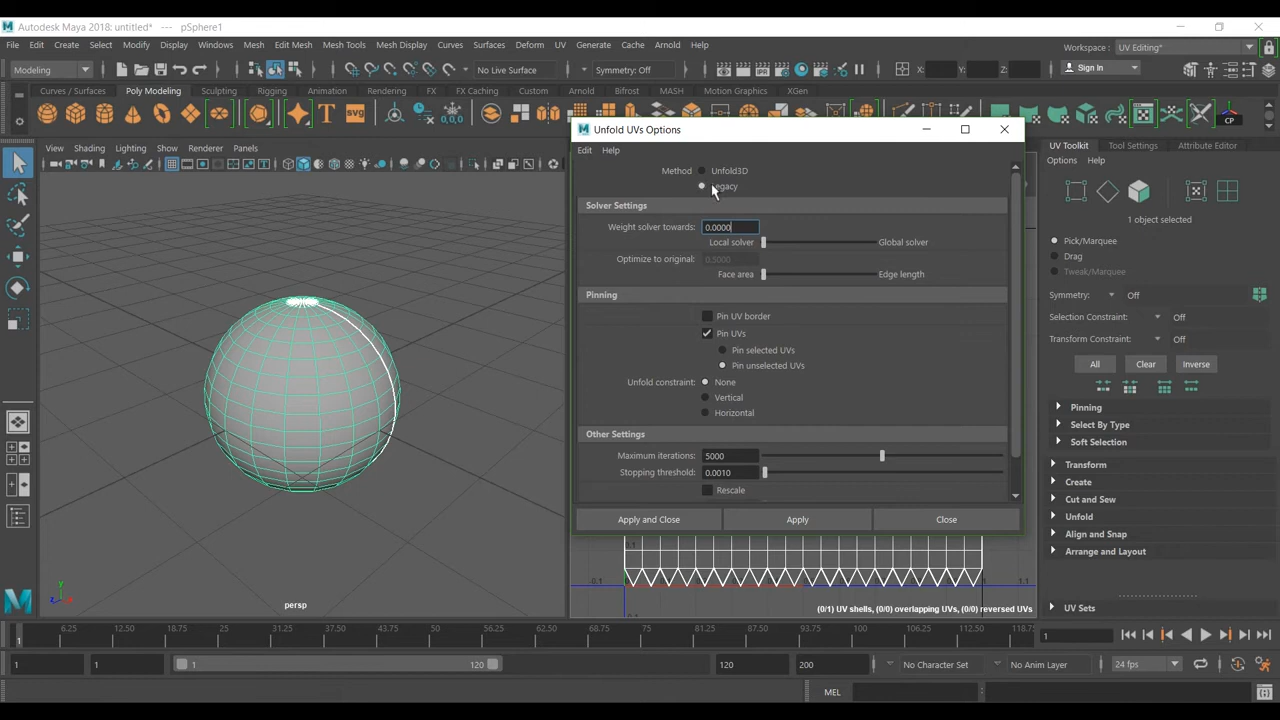 Autodesk Maya 2018: untitled* --- pSphere1
File Edit Create Select Modify Display Windows Mesh Edit Mesh Mesh Tools Mesh Display Curves Surfaces Deform UV Generate Cache Arnold Help
Workspace : UV Editing*
Modeling No Live Surface Symmetry: Off X: Y: Z: Sign In
Curves / Surfaces Poly Modeling Sculpting Rigging Animation Rendering FX FX Caching Custom Arnold Bifrost MASH Motion Graphics XGen
SVG 0,0,0 CP
View Shading Lighting Show Renderer Panels
Unfold UVs Options
Edit Help
Method Unfold3D
Legacy
Solver Settings
Weight solver towards: 0.0000
Local solver Global solver
Optimize to original: 0.5000
Face area Edge length
Pinning
Pin UV border
Pin UVs
Pin selected UVs
Pin unselected UVs
Unfold constraint: None
Vertical
Horizontal
Other Settings
Maximum iterations: 5000
Stopping threshold: 0.0010
Rescale
Apply and Close Apply Close
UV Toolkit Tool Settings Attribute Editor
Options Help
1 object selected
Pick/Marquee
Drag
Tweak/Marquee
Symmetry: Off
Selection Constraint: Off
Transform Constraint: Off
All Clear Inverse
Pinning
Select By Type
Soft Selection
Transform
Create
Cut and Sew
Unfold
Align and Snap
Arrange and Layout
UV Sets
-0.1 1 1.1
(0/1) UV shells, (0/0) overlapping UVs, (0/0) reversed UVs
y x z
persp
6.25 12.50 18.75 25 31.25 37.50 43.75 50 56.25 62.50 68.75 75 81.25 87.50 93.75 100 106.25 112.50 118.75
1 1
1 1 1 120 120 200 No Character Set No Anim Layer 24 fps
MEL